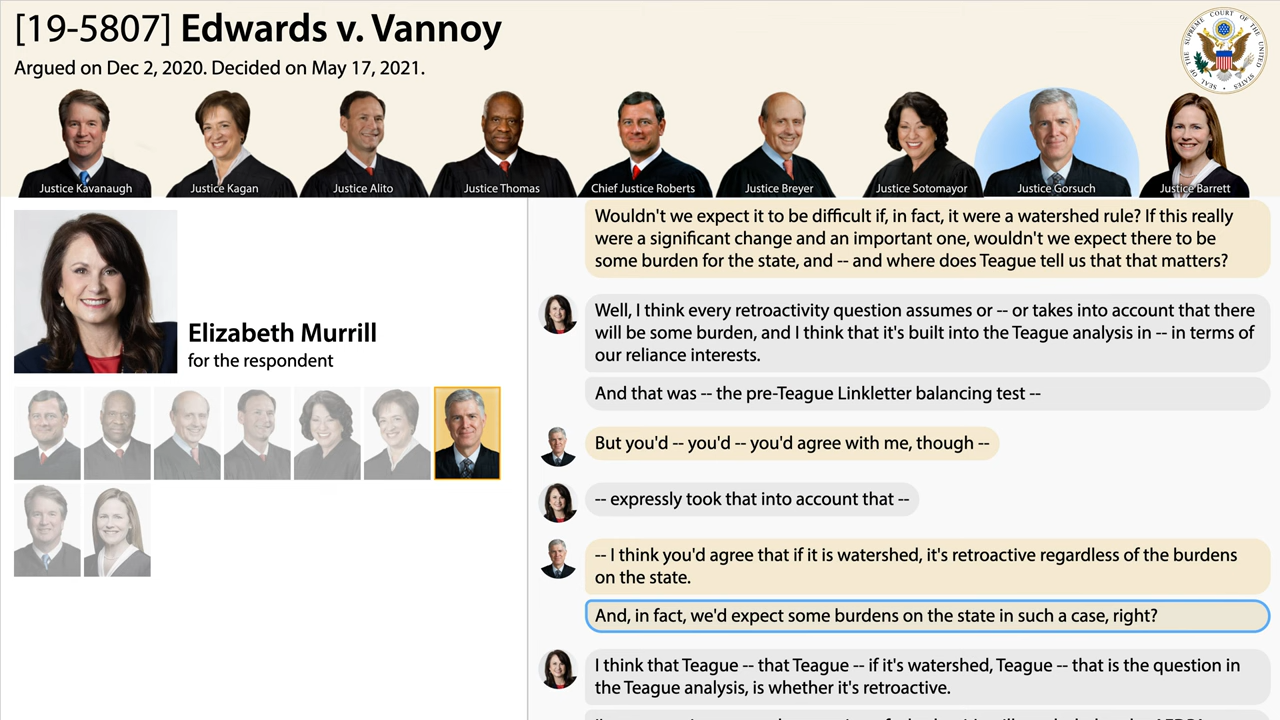 [19-5807] Edwards v. Vannoy
Argued on Dec 2, 2020. Decided on May 17, 2021.
SEAL OF THE SUPREME COURT OF THE UNITED STATES
Justice Kavanaugh
Justice Kagan
Justice Alito
Justice Thomas
Chief Justice Roberts
Justice Breyer
Justice Sotomayor
Justice Gorsuch
Justice Barrett
Elizabeth Murrill
for the respondent
Wouldn't we expect it to be difficult if, in fact, it were a watershed rule? If this really
were a significant change and an important one, wouldn't we expect there to be
some burden for the state, and -- and where does Teague tell us that that matters?
Well, I think every retroactivity question assumes or -- or takes into account that there
will be some burden, and I think that it's built into the Teague analysis in -- in terms of
our reliance interests.
And that was -- the pre-Teague Linkletter balancing test --
But you'd -- you'd -- you'd agree with me, though --
-- expressly took that into account that --
-- I think you'd agree that if it is watershed, it's retroactive regardless of the burdens
on the state.
And, in fact, we'd expect some burdens on the state in such a case, right?
I think that Teague -- that Teague -- if it's watershed, Teague -- that is the question in
the Teague analysis, is whether it's retroactive.